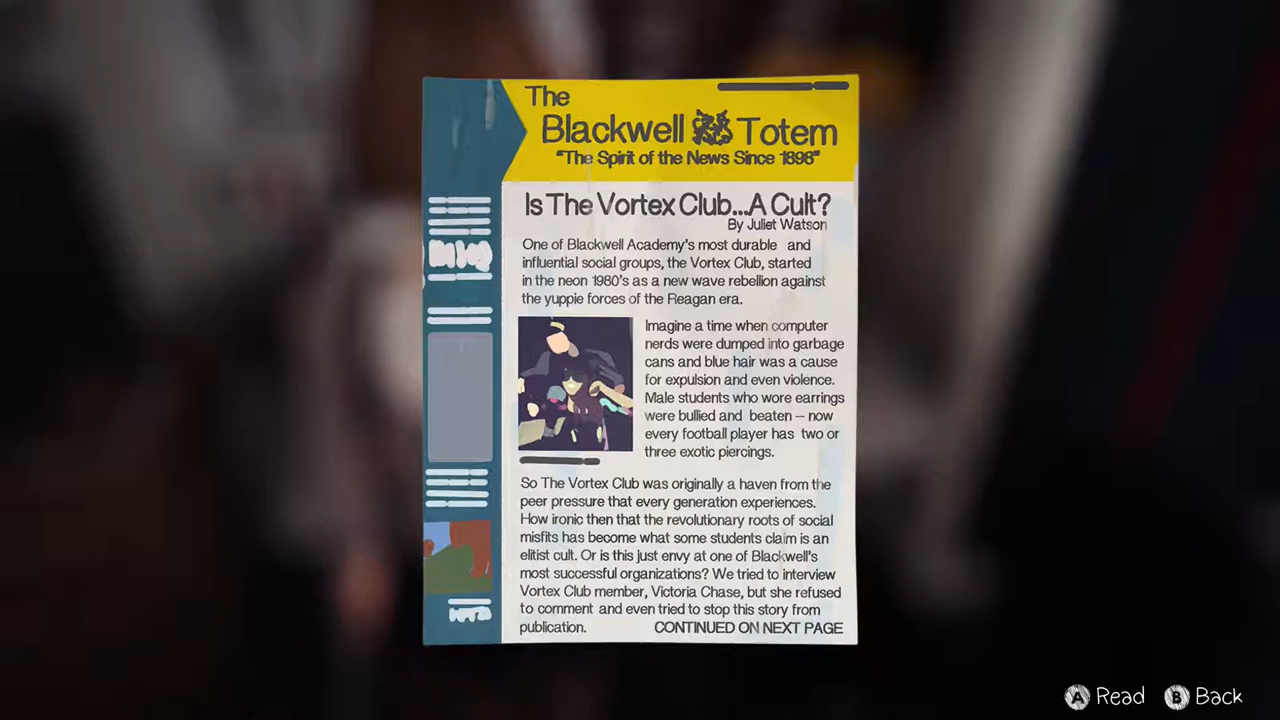 The
Blackwell Totem
"The Spirit of the News Since 1898"
Is The Vortex Club...A Cult?
By Juliet Watson
One of Blackwell Academy's most durable and
influential social groups, the Vortex Club, started
in the neon 1980's as a new wave rebellion against
the yuppie forces of the Reagan era.
Imagine a time when computer
nerds were dumped into garbage
cans and blue hair was a cause
for expulsion and even violence.
Male students who wore earrings
were bullied and beaten – now
every football player has two or
three exotic piercings.
So The Vortex Club was originally a haven from the
peer pressure that every generation experiences.
How ironic then that the revolutionary roots of social
misfits has become what some students claim is an
elitist cult. Or is this just envy at one of Blackwell's
most successful organizations? We tried to interview
Vortex Club member, Victoria Chase, but she refused
to comment and even tried to stop this story from
publication.
CONTINUED ON NEXT PAGE
A Read B Back